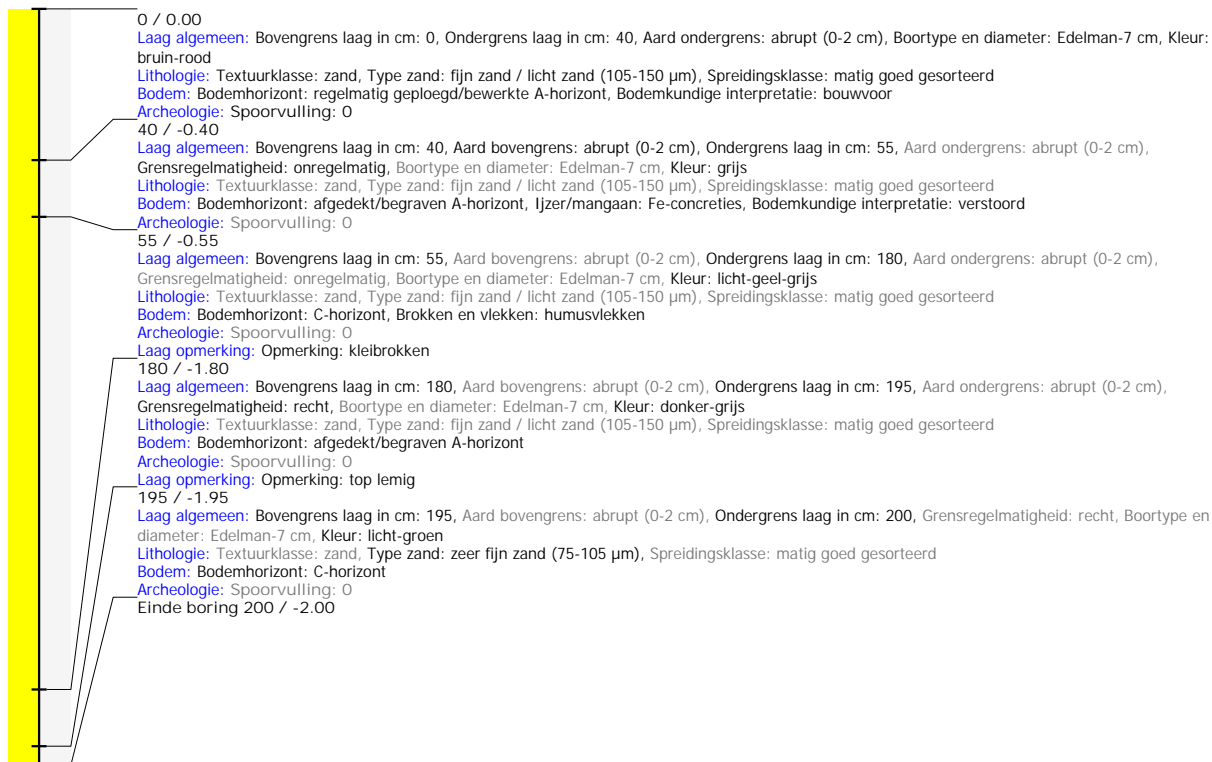 0 / 0.00
Laag algemeen: Bovengrens laag in cm: 0, Ondergrens laag in cm: 40, Aard ondergrens: abrupt (0-2 cm), Boortype en diameter: Edelman-7 cm, Kleur:
bruin-rood
Lithologie: Textuurklasse: zand, Type zand: fijn zand / licht zand (105-150 µm), Spreidingsklasse: matig goed gesorteerd
Bodem: Bodemhorizont: regelmatig geploegd/bewerkte A-horizont, Bodemkundige interpretatie: bouwvoor
Archeologie: Spoorvulling: 0
40 / -0.40
Laag algemeen: Bovengrens laag in cm: 40, Aard bovengrens: abrupt (0-2 cm), Ondergrens laag in cm: 55, Aard ondergrens: abrupt (0-2 cm),
Grensregelmatigheid: onregelmatig, Boortype en diameter: Edelman-7 cm, Kleur: grijs
Lithologie: Textuurklasse: zand, Type zand: fijn zand / licht zand (105-150 µm), Spreidingsklasse: matig goed gesorteerd
Bodem: Bodemhorizont: afgedekt/begraven A-horizont, Ijzer/mangaan: Fe-concreties, Bodemkundige interpretatie: verstoord
Archeologie: Spoorvulling: 0
55 / -0.55
Laag algemeen: Bovengrens laag in cm: 55, Aard bovengrens: abrupt (0-2 cm), Ondergrens laag in cm: 180, Aard ondergrens: abrupt (0-2 cm),
Grensregelmatigheid: onregelmatig, Boortype en diameter: Edelman-7 cm, Kleur: licht-geel-grijs
Lithologie: Textuurklasse: zand, Type zand: fijn zand / licht zand (105-150 µm), Spreidingsklasse: matig goed gesorteerd
Bodem: Bodemhorizont: C-horizont, Brokken en vlekken: humusvlekken
Archeologie: Spoorvulling: 0
Laag opmerking: Opmerking: kleibrokken
180 / -1.80
Laag algemeen: Bovengrens laag in cm: 180, Aard bovengrens: abrupt (0-2 cm), Ondergrens laag in cm: 195, Aard ondergrens: abrupt (0-2 cm),
Grensregelmatigheid: recht, Boortype en diameter: Edelman-7 cm, Kleur: donker-grijs
Lithologie: Textuurklasse: zand, Type zand: fijn zand / licht zand (105-150 µm), Spreidingsklasse: matig goed gesorteerd
Bodem: Bodemhorizont: afgedekt/begraven A-horizont
Archeologie: Spoorvulling: 0
Laag opmerking: Opmerking: top lemig
195 / -1.95
Laag algemeen: Bovengrens laag in cm: 195, Aard bovengrens: abrupt (0-2 cm), Ondergrens laag in cm: 200, Grensregelmatigheid: recht, Boortype en
diameter: Edelman-7 cm, Kleur: licht-groen
Lithologie: Textuurklasse: zand, Type zand: zeer fijn zand (75-105 µm), Spreidingsklasse: matig goed gesorteerd
Bodem: Bodemhorizont: C-horizont
Archeologie: Spoorvulling: 0
Einde boring 200 / -2.00